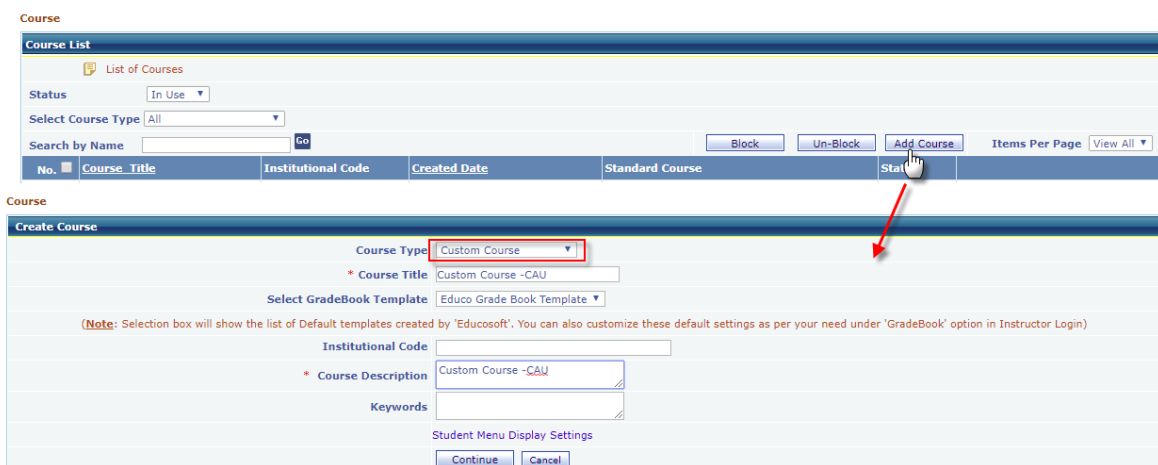 Course
Course List
List of Courses
Status In Use
Select Course Type All
Search by Name Go Block Un-Block Add Course Items Per Page View All
No. Course Title Institutional Code Created Date Standard Course
Course
Create Course
Course Type Custom Course
* Course Title Custom Course -CAU
Select GradeBook Template Educo Grade Book Template
(Note: Selection box will show the list of Default templates created by 'Educosoft'. You can also customize these default settings as per your need under 'GradeBook' option in Instructor Login)
Institutional Code
* Course Description Custom Course -CAU
Keywords
Student Menu Display Settings
Continue Cancel